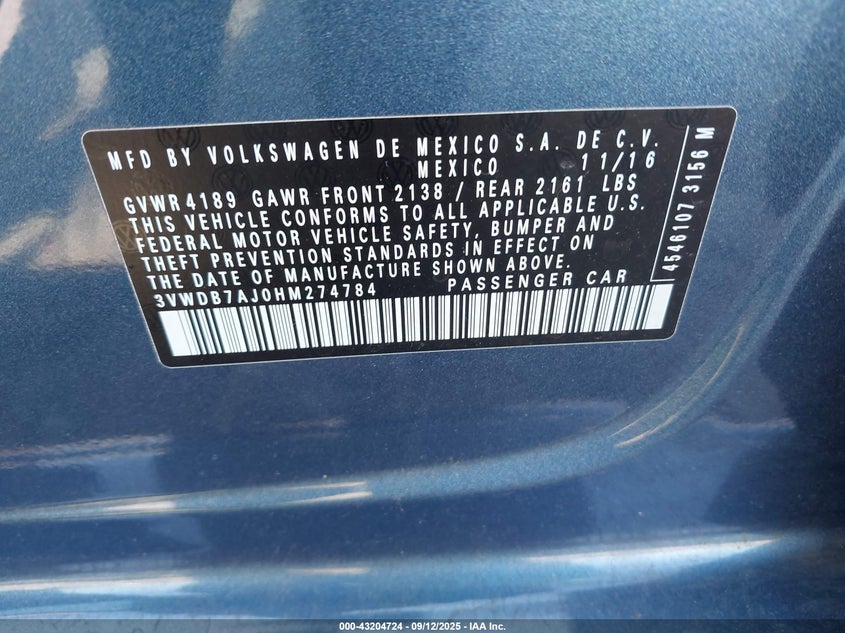 MFD BY VOLKSWAGEN DE MEXICO S.A. DE C.V.
MEXICO 11/16
GVWR 4189 GAWR FRONT 2138 / REAR 2161 LBS
THIS VEHICLE CONFORMS TO ALL APPLICABLE U.S.
FEDERAL MOTOR VEHICLE SAFETY, BUMPER AND
THEFT PREVENTION STANDARDS IN EFFECT ON
THE DATE OF MANUFACTURE SHOWN ABOVE.
3VWDB7AJ0HM274784 PASSENGER CAR
4546107 3156 M
000-43204724 - 09/12/2025 - IAA Inc.